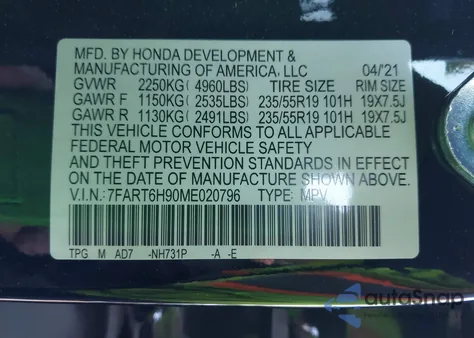 MFD. BY HONDA DEVELOPMENT &
MANUFACTURING OF AMERICA, LLC 04/'21
GVWR 2250KG( 4960LBS) TIRE SIZE RIM SIZE
GAWR F 1150KG( 2535LBS) 235/55R19 101H 19X7.5J
GAWR R 1130KG( 2491LBS) 235/55R19 101H 19X7.5J
THIS VEHICLE CONFORMS TO ALL APPLICABLE
FEDERAL MOTOR VEHICLE SAFETY
AND THEFT PREVENTION STANDARDS IN EFFECT
ON THE DATE OF MANUFACTURE SHOWN ABOVE.
V.I.N.: 7FART6H90ME020796 TYPE: MPV
TPG M AD7 -NH731P -A -E
autoSnap